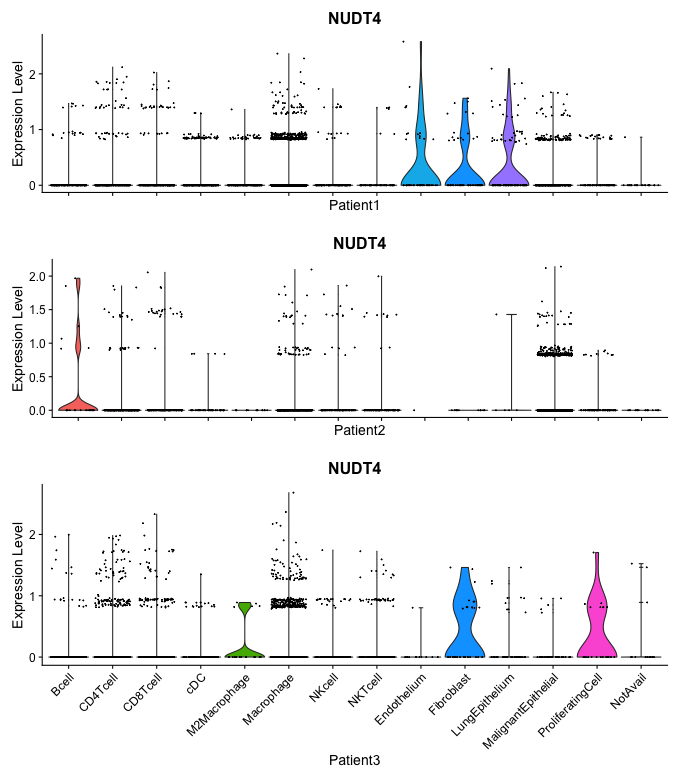 NUDT4
Expression Level
2
1
0
Patient1
NUDT4
Expression Level
2.0
1.5
1.0
0.5
0.0
Patient2
NUDT4
Expression Level
2
1
0
Bcell
CD4Tcell
CD8Tcell
cDC
M2Macrophage
Macrophage
NKcell
NKTcell
Endothelium
Fibroblast
LungEpithelium
MalignantEpithelial
ProliferatingCell
NotAvail
Patient3